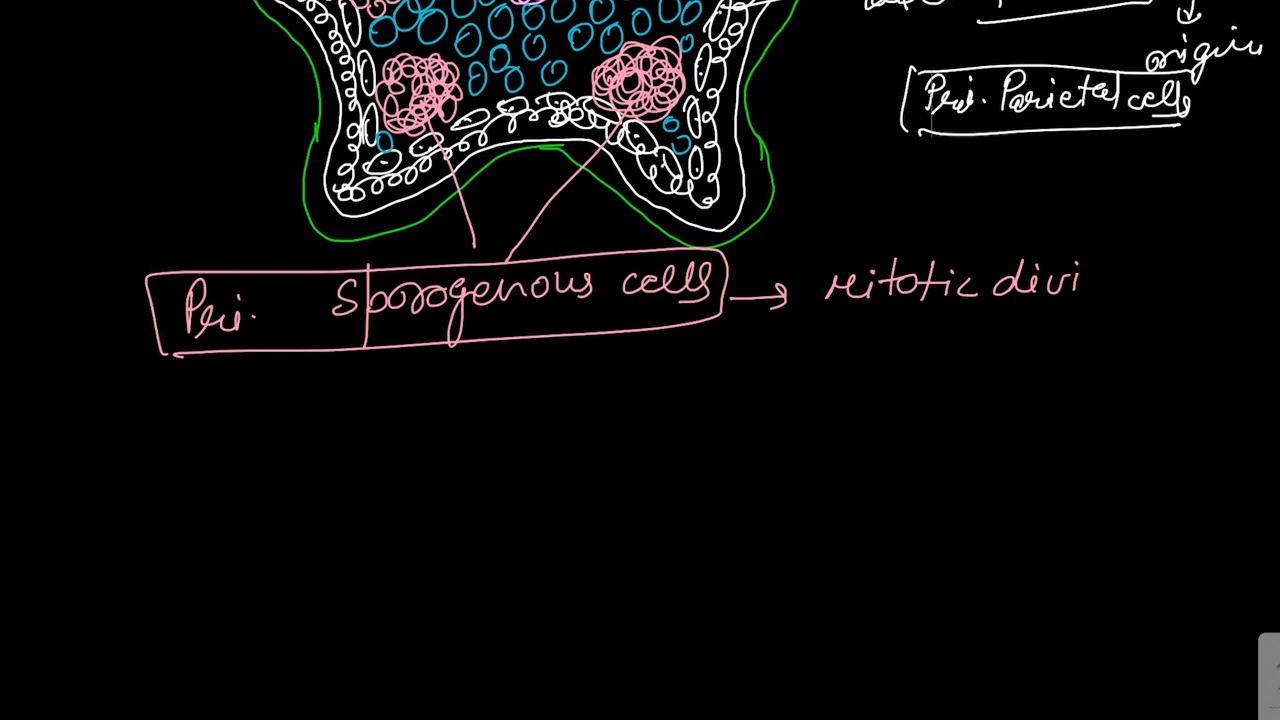 origin
Pri. Parietal cells
Pri. Sporogenous cells → mitotic divi